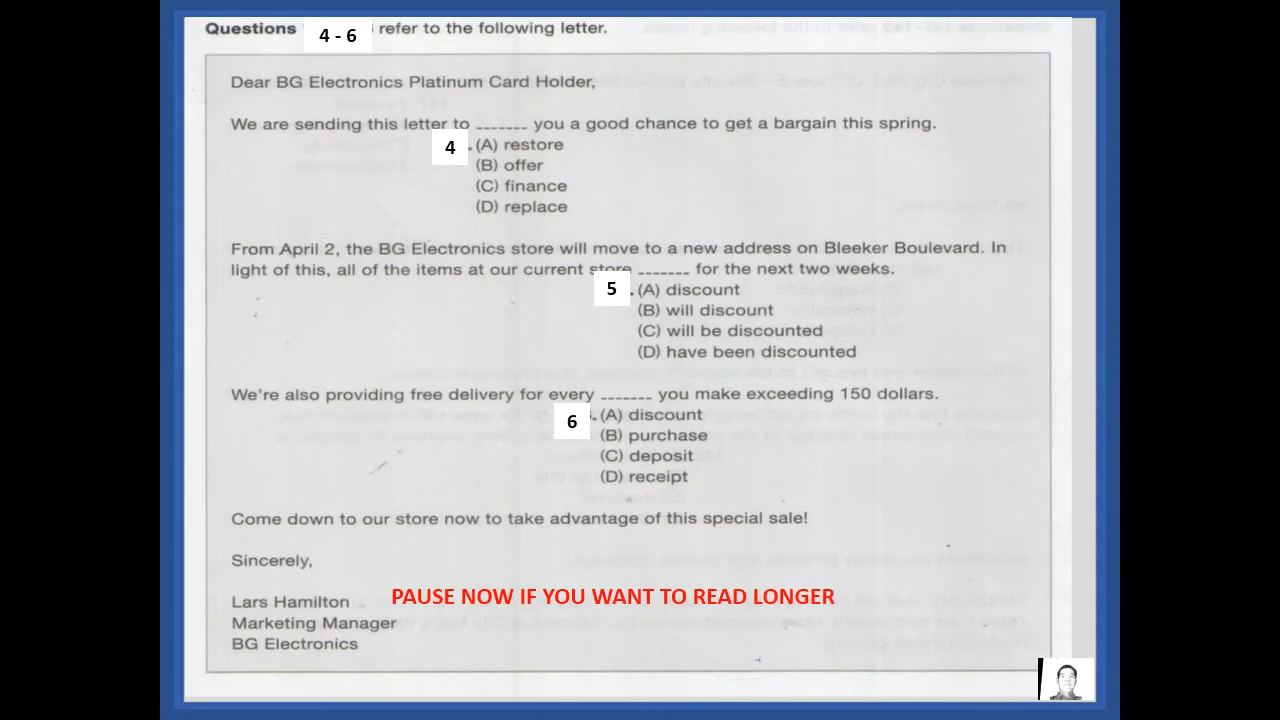 Questions 4 - 6 refer to the following letter.
Dear BG Electronics Platinum Card Holder,
We are sending this letter to _______ you a good chance to get a bargain this spring.
4 . (A) restore
(B) offer
(C) finance
(D) replace
From April 2, the BG Electronics store will move to a new address on Bleeker Boulevard. In
light of this, all of the items at our current store _______ for the next two weeks.
5 . (A) discount
(B) will discount
(C) will be discounted
(D) have been discounted
We're also providing free delivery for every _______ you make exceeding 150 dollars.
6 . (A) discount
(B) purchase
(C) deposit
(D) receipt
Come down to our store now to take advantage of this special sale!
Sincerely,
PAUSE NOW IF YOU WANT TO READ LONGER
Lars Hamilton
Marketing Manager
BG Electronics